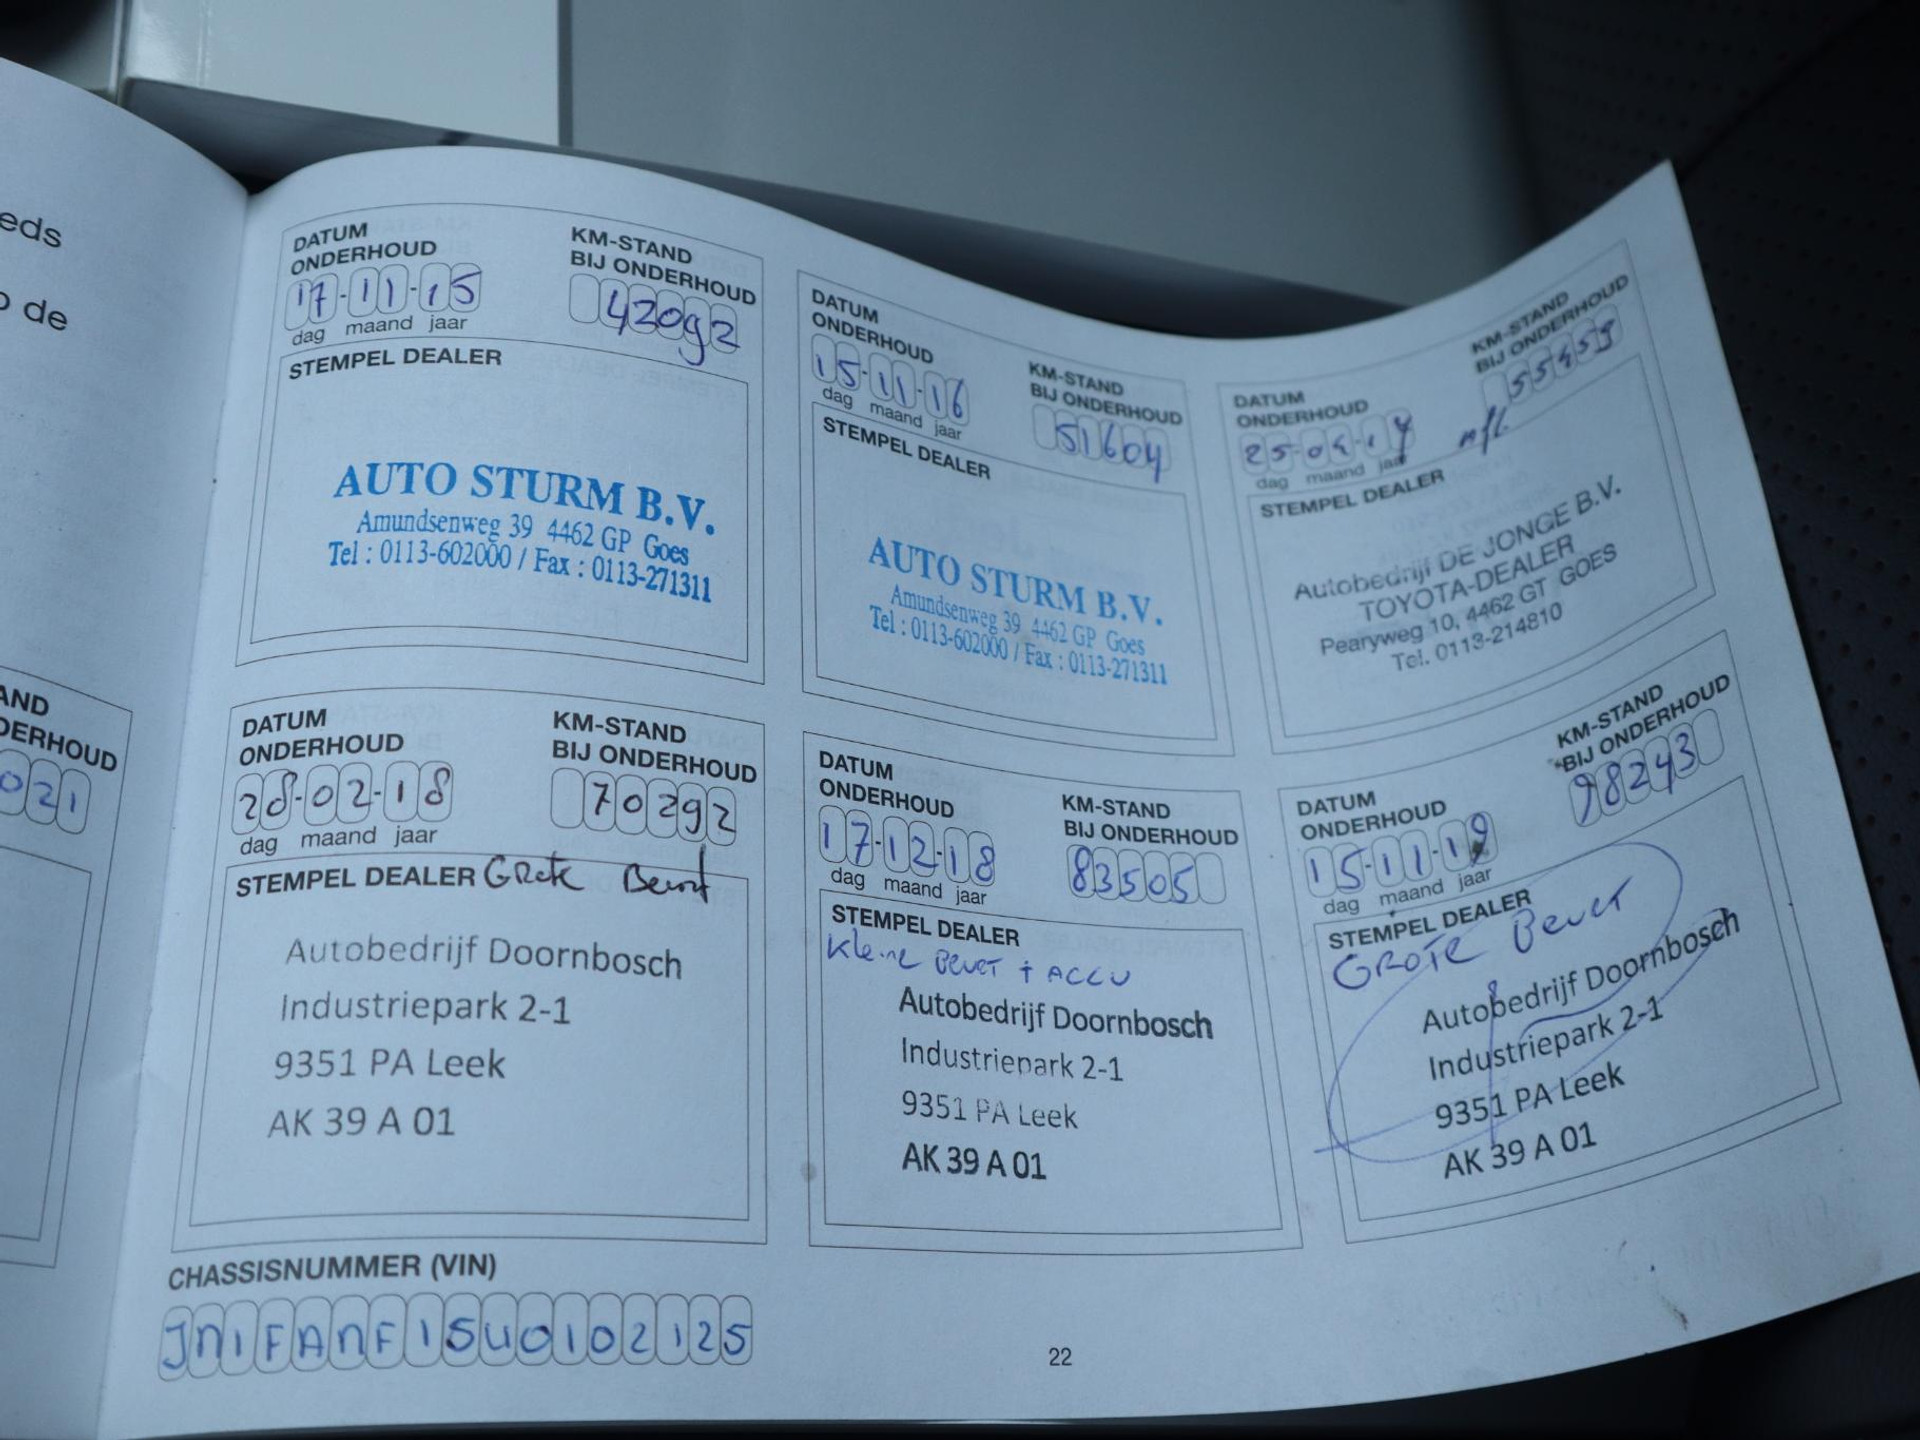 eds
o de
AND
DERHOUD
021
DATUM
ONDERHOUD
17-11-15
dag maand jaar
KM-STAND
BIJ ONDERHOUD
42092
STEMPEL DEALER
AUTO STURM B.V.
Amundsenweg 39 4462 GP Goes
Tel : 0113-602000 / Fax : 0113-271311
DATUM
ONDERHOUD
15-11-16
dag maand jaar
KM-STAND
BIJ ONDERHOUD
51604
STEMPEL DEALER
AUTO STURM B.V.
Amundsenweg 39 4462 GP Goes
Tel : 0113-602000 / Fax : 0113-271311
DATUM
ONDERHOUD
25-04-17
dag maand jaar
KM-STAND
BIJ ONDERHOUD
55459
STEMPEL DEALER
Autobedrijf DE JONGE B.V.
TOYOTA-DEALER
Pearyweg 10, 4462 GT GOES
Tel. 0113-214810
DATUM
ONDERHOUD
28-02-18
dag maand jaar
KM-STAND
BIJ ONDERHOUD
70292
STEMPEL DEALER Grote Beurt
Autobedrijf Doornbosch
Industriepark 2-1
9351 PA Leek
AK 39 A 01
DATUM
ONDERHOUD
17-12-18
dag maand jaar
KM-STAND
BIJ ONDERHOUD
83505
STEMPEL DEALER
Kleine Beurt + ACCU
Autobedrijf Doornbosch
Industriepark 2-1
9351 PA Leek
AK 39 A 01
DATUM
ONDERHOUD
15-11-19
dag maand jaar
KM-STAND
BIJ ONDERHOUD
98243
STEMPEL DEALER
GROTE Beurt
Autobedrijf Doornbosch
Industriepark 2-1
9351 PA Leek
AK 39 A 01
CHASSISNUMMER (VIN)
JN1FANF15U0102125
22